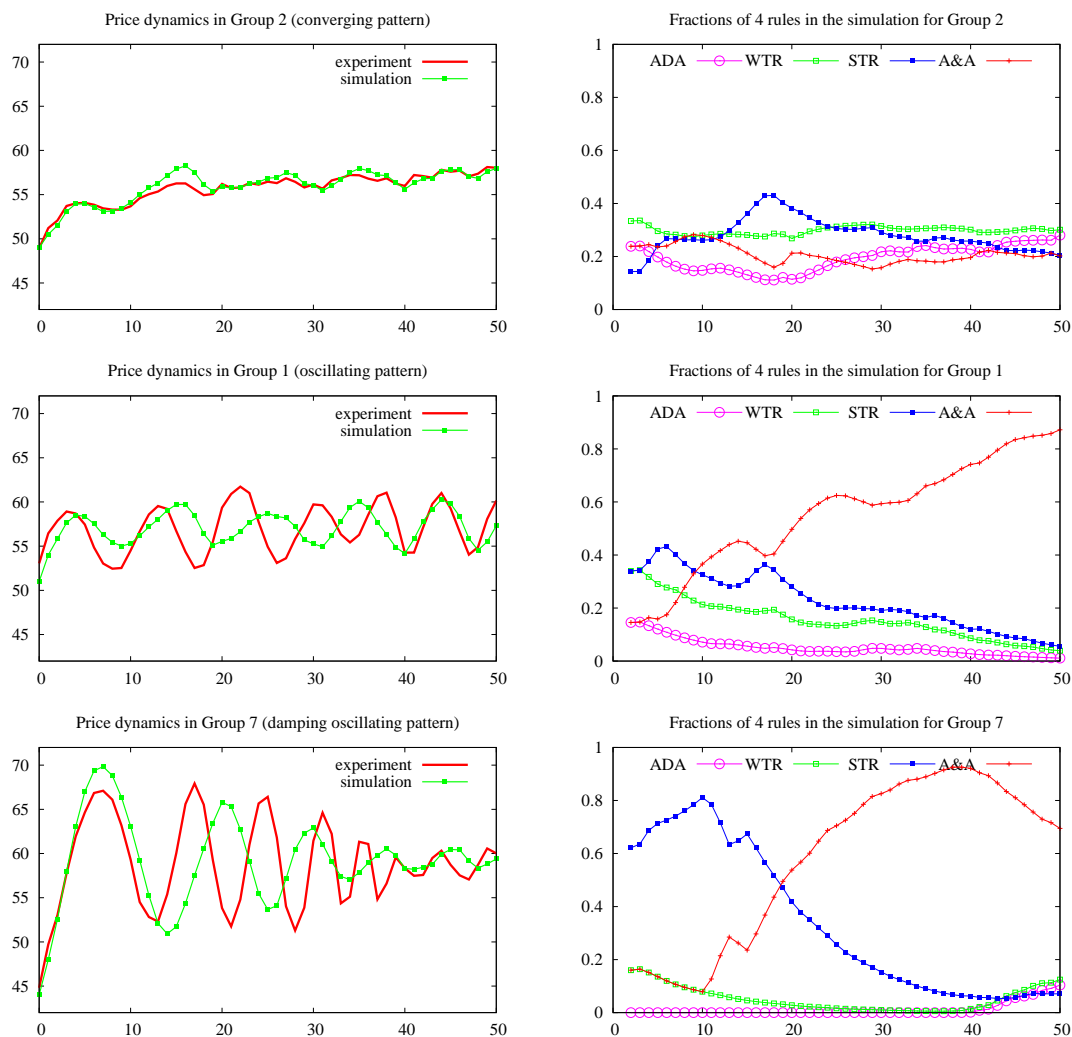 Price dynamics in Group 2 (converging pattern)
70
65
60
55
50
45
0 10 20 30 40 50
experiment
simulation
Fractions of 4 rules in the simulation for Group 2
1
0.8
0.6
0.4
0.2
0
0 10 20 30 40 50
ADA WTR STR A&A
Price dynamics in Group 1 (oscillating pattern)
70
65
60
55
50
45
0 10 20 30 40 50
experiment
simulation
Fractions of 4 rules in the simulation for Group 1
1
0.8
0.6
0.4
0.2
0
0 10 20 30 40 50
ADA WTR STR A&A
Price dynamics in Group 7 (damping oscillating pattern)
70
65
60
55
50
45
0 10 20 30 40 50
experiment
simulation
Fractions of 4 rules in the simulation for Group 7
1
0.8
0.6
0.4
0.2
0
0 10 20 30 40 50
ADA WTR STR A&A